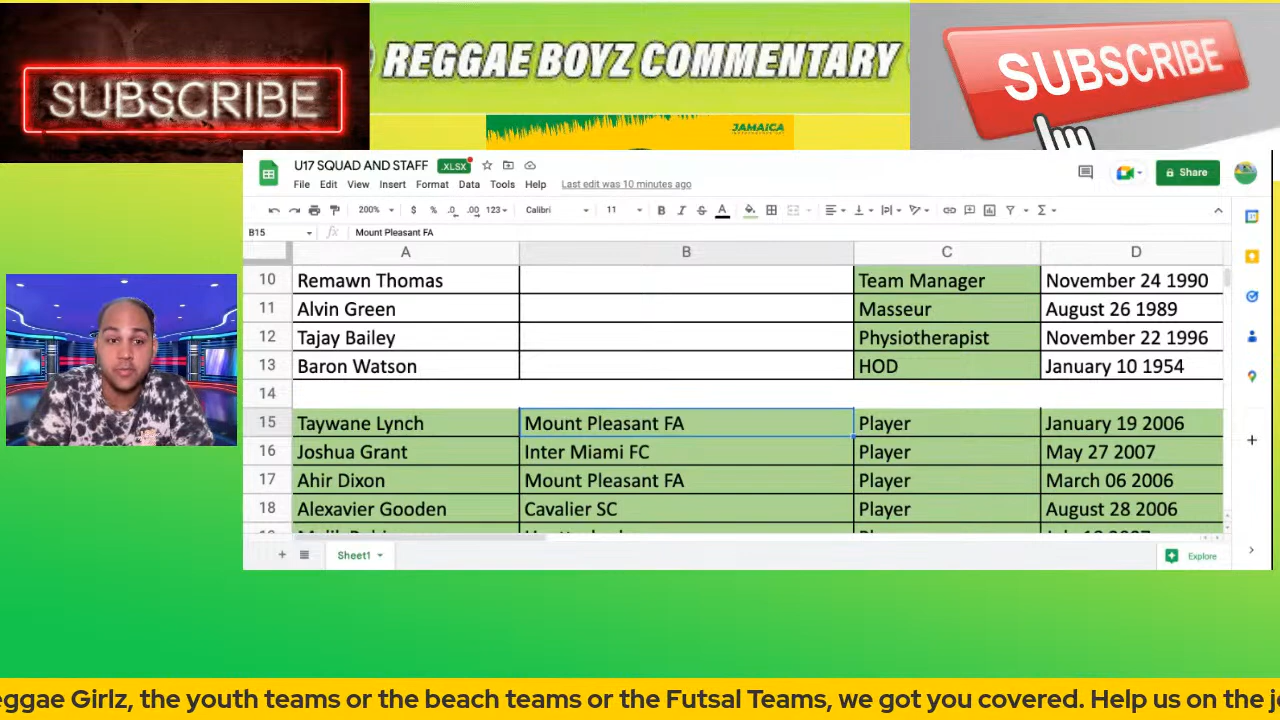 SUBSCRIBE
REGGAE BOYZ COMMENTARY
SUBSCRIBE
JAMAICA
U17 SQUAD AND STAFF .XLSX
Share
File Edit View Insert Format Data Tools Help Last edit was 10 minutes ago
200% $ % .0 .00 123 Calibri 11 B I S A
B15 fx Mount Pleasant FA
A B C D
10 Remawn Thomas Team Manager November 24 1990
11 Alvin Green Masseur August 26 1989
12 Tajay Bailey Physiotherapist November 22 1996
13 Baron Watson HOD January 10 1954
14
15 Taywane Lynch Mount Pleasant FA Player January 19 2006
16 Joshua Grant Inter Miami FC Player May 27 2007
17 Ahir Dixon Mount Pleasant FA Player March 06 2006
18 Alexavier Gooden Cavalier SC Player August 28 2006
Sheet1
Explore
eggae Girlz, the youth teams or the beach teams or the Futsal Teams, we got you covered. Help us on the j